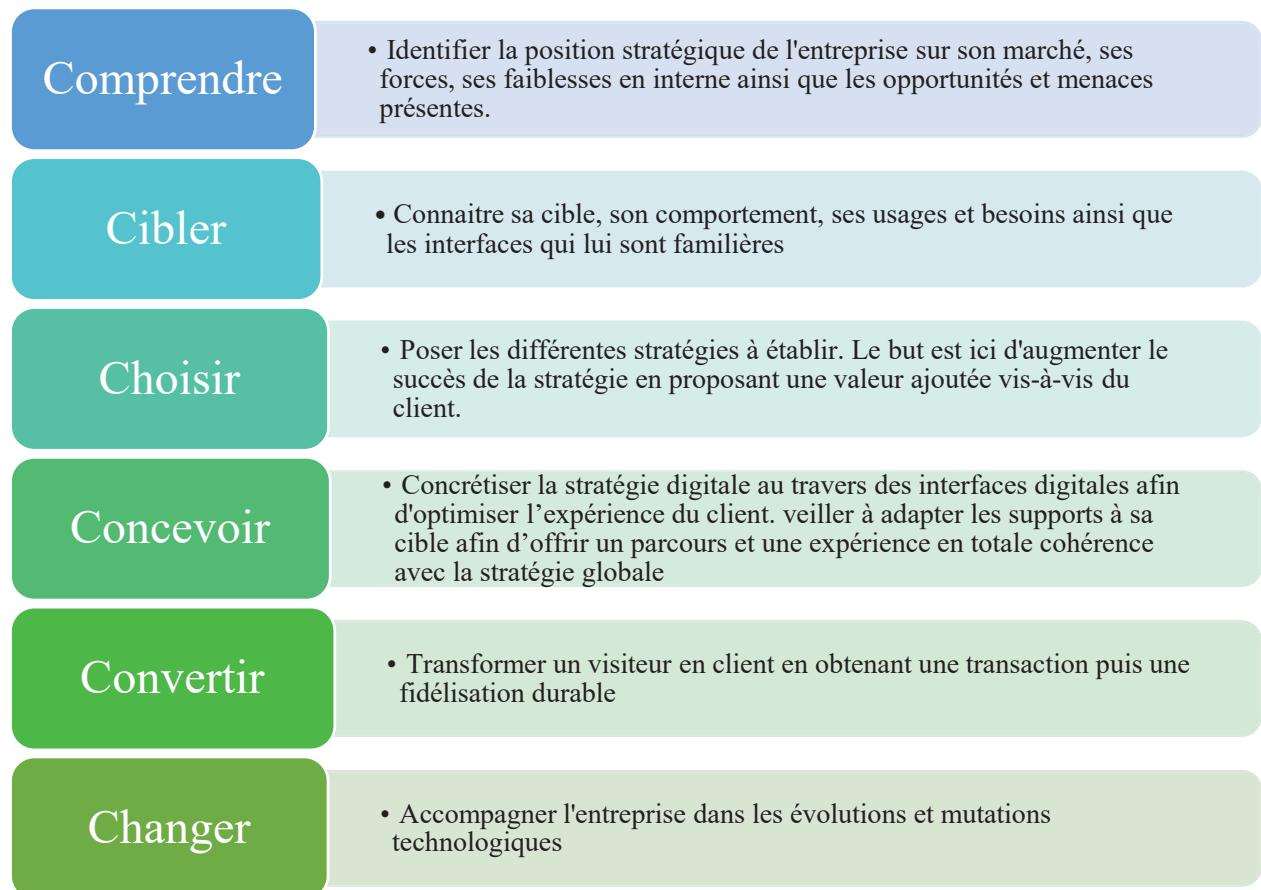 Comprendre
• Identifier la position stratégique de l'entreprise sur son marché, ses
forces, ses faiblesses en interne ainsi que les opportunités et menaces
présentes.
Cibler
• Connaitre sa cible, son comportement, ses usages et besoins ainsi que
les interfaces qui lui sont familières
Choisir
• Poser les différentes stratégies à établir. Le but est ici d'augmenter le
succès de la stratégie en proposant une valeur ajoutée vis-à-vis du
client.
Concevoir
• Concrétiser la stratégie digitale au travers des interfaces digitales afin
d'optimiser l’expérience du client. veiller à adapter les supports à sa
cible afin d’offrir un parcours et une expérience en totale cohérence
avec la stratégie globale
Convertir
• Transformer un visiteur en client en obtenant une transaction puis une
fidélisation durable
Changer
• Accompagner l'entreprise dans les évolutions et mutations
technologiques